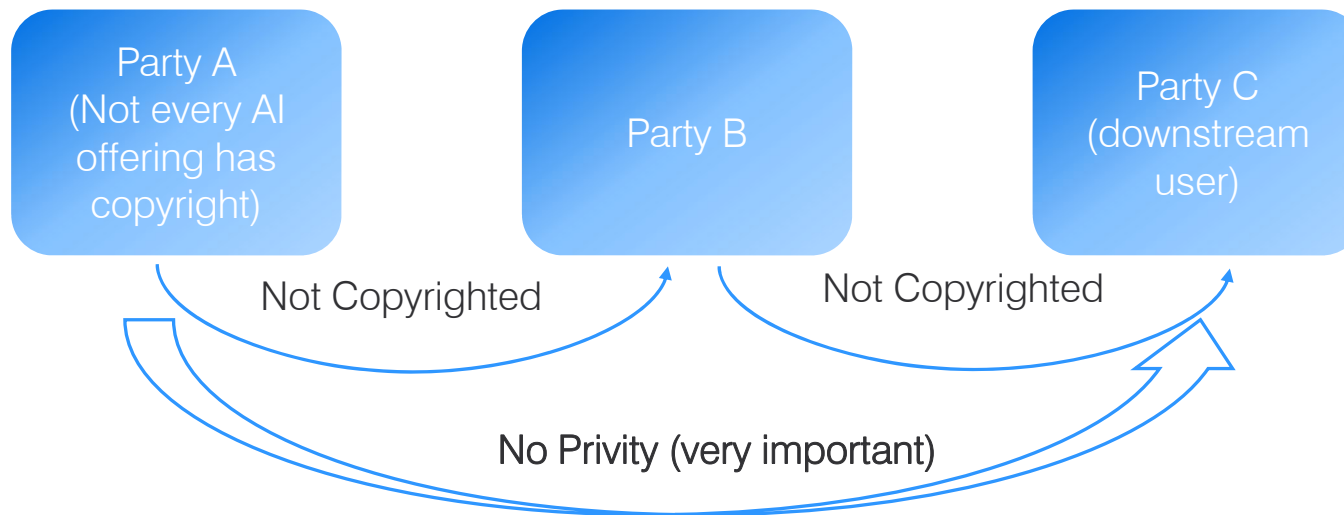 Party A
(Not every AI
offering has
copyright)
Party B
Party C
(downstream
user)
Not Copyrighted
Not Copyrighted
No Privity (very important)